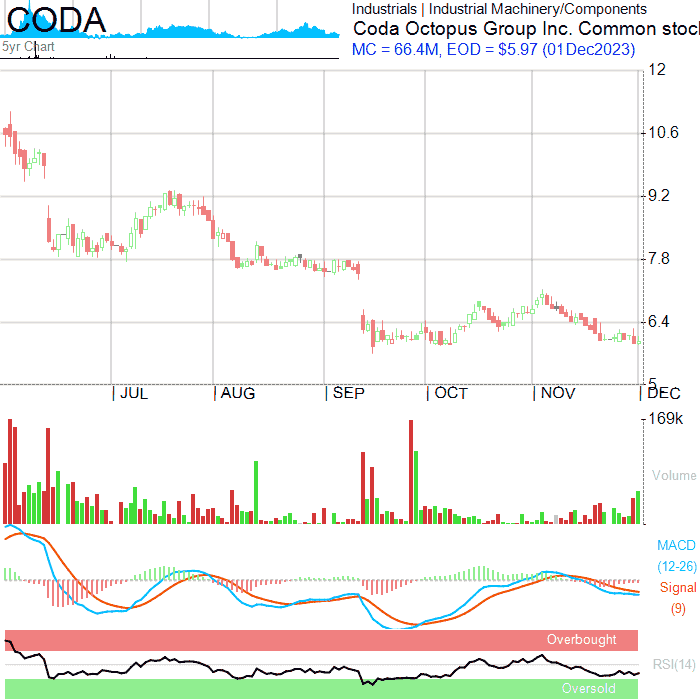 CODA
5yr Chart
Industrials | Industrial Machinery/Components
Coda Octopus Group Inc. Common stoc
MC = 66.4M, EOD = $5.97 (01Dec2023)
12
10.6
9.2
7.8
6.4
5
JUL
AUG
SEP
OCT
NOV
DEC
169k
Volume
MACD
(12-26)
Signal
(9)
Overbought
RSI(14)
Oversold